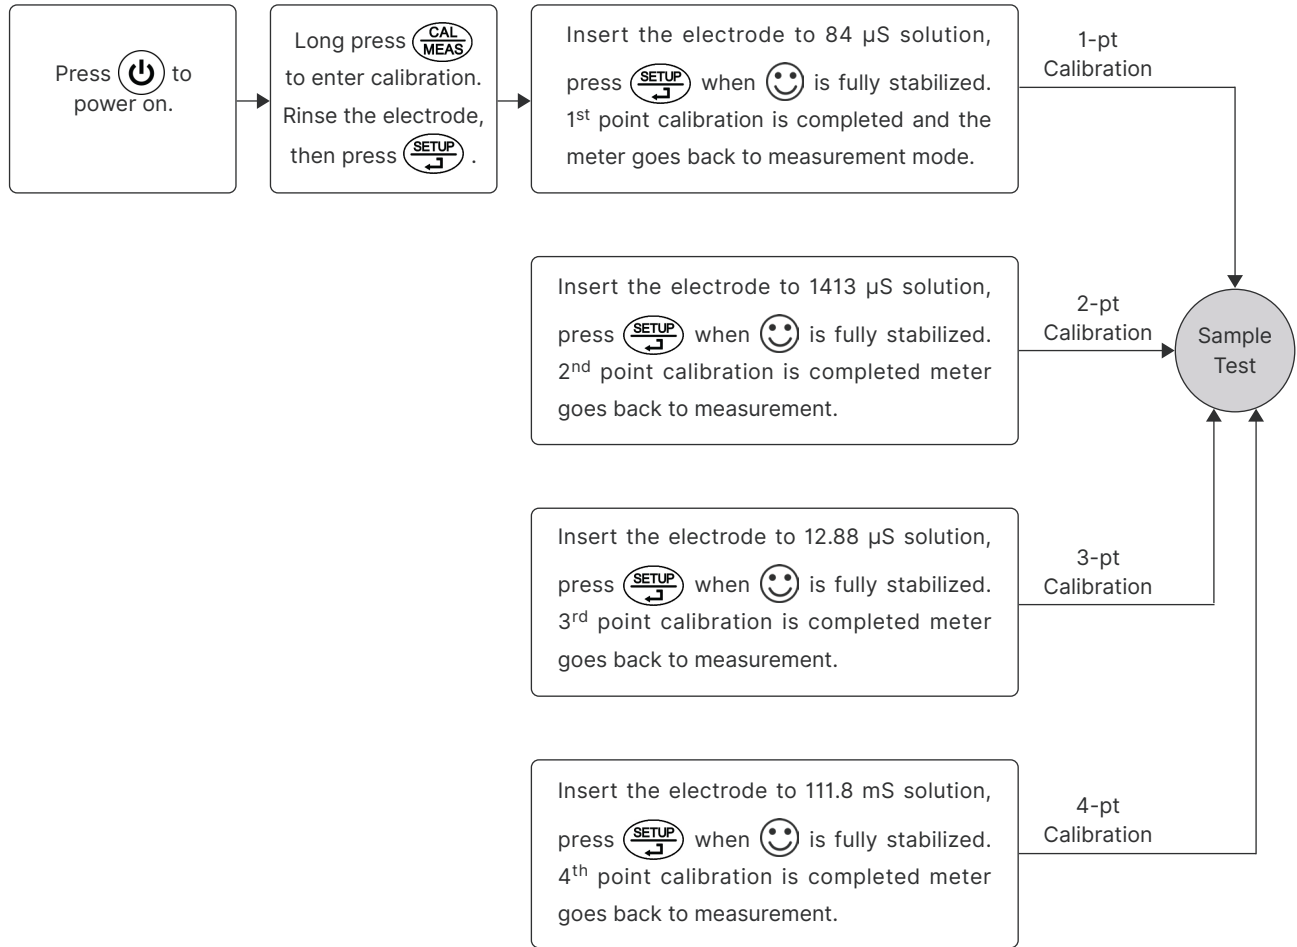 Press to
power on.
Long press CAL MEAS
to enter calibration.
Rinse the electrode,
then press SETUP .
Insert the electrode to 84 µS solution,
press SETUP when is fully stabilized.
1st point calibration is completed and the
meter goes back to measurement mode.
1-pt
Calibration
Insert the electrode to 1413 µS solution,
press SETUP when is fully stabilized.
2nd point calibration is completed meter
goes back to measurement.
2-pt
Calibration
Sample
Test
Insert the electrode to 12.88 µS solution,
press SETUP when is fully stabilized.
3rd point calibration is completed meter
goes back to measurement.
3-pt
Calibration
Insert the electrode to 111.8 mS solution,
press SETUP when is fully stabilized.
4th point calibration is completed meter
goes back to measurement.
4-pt
Calibration